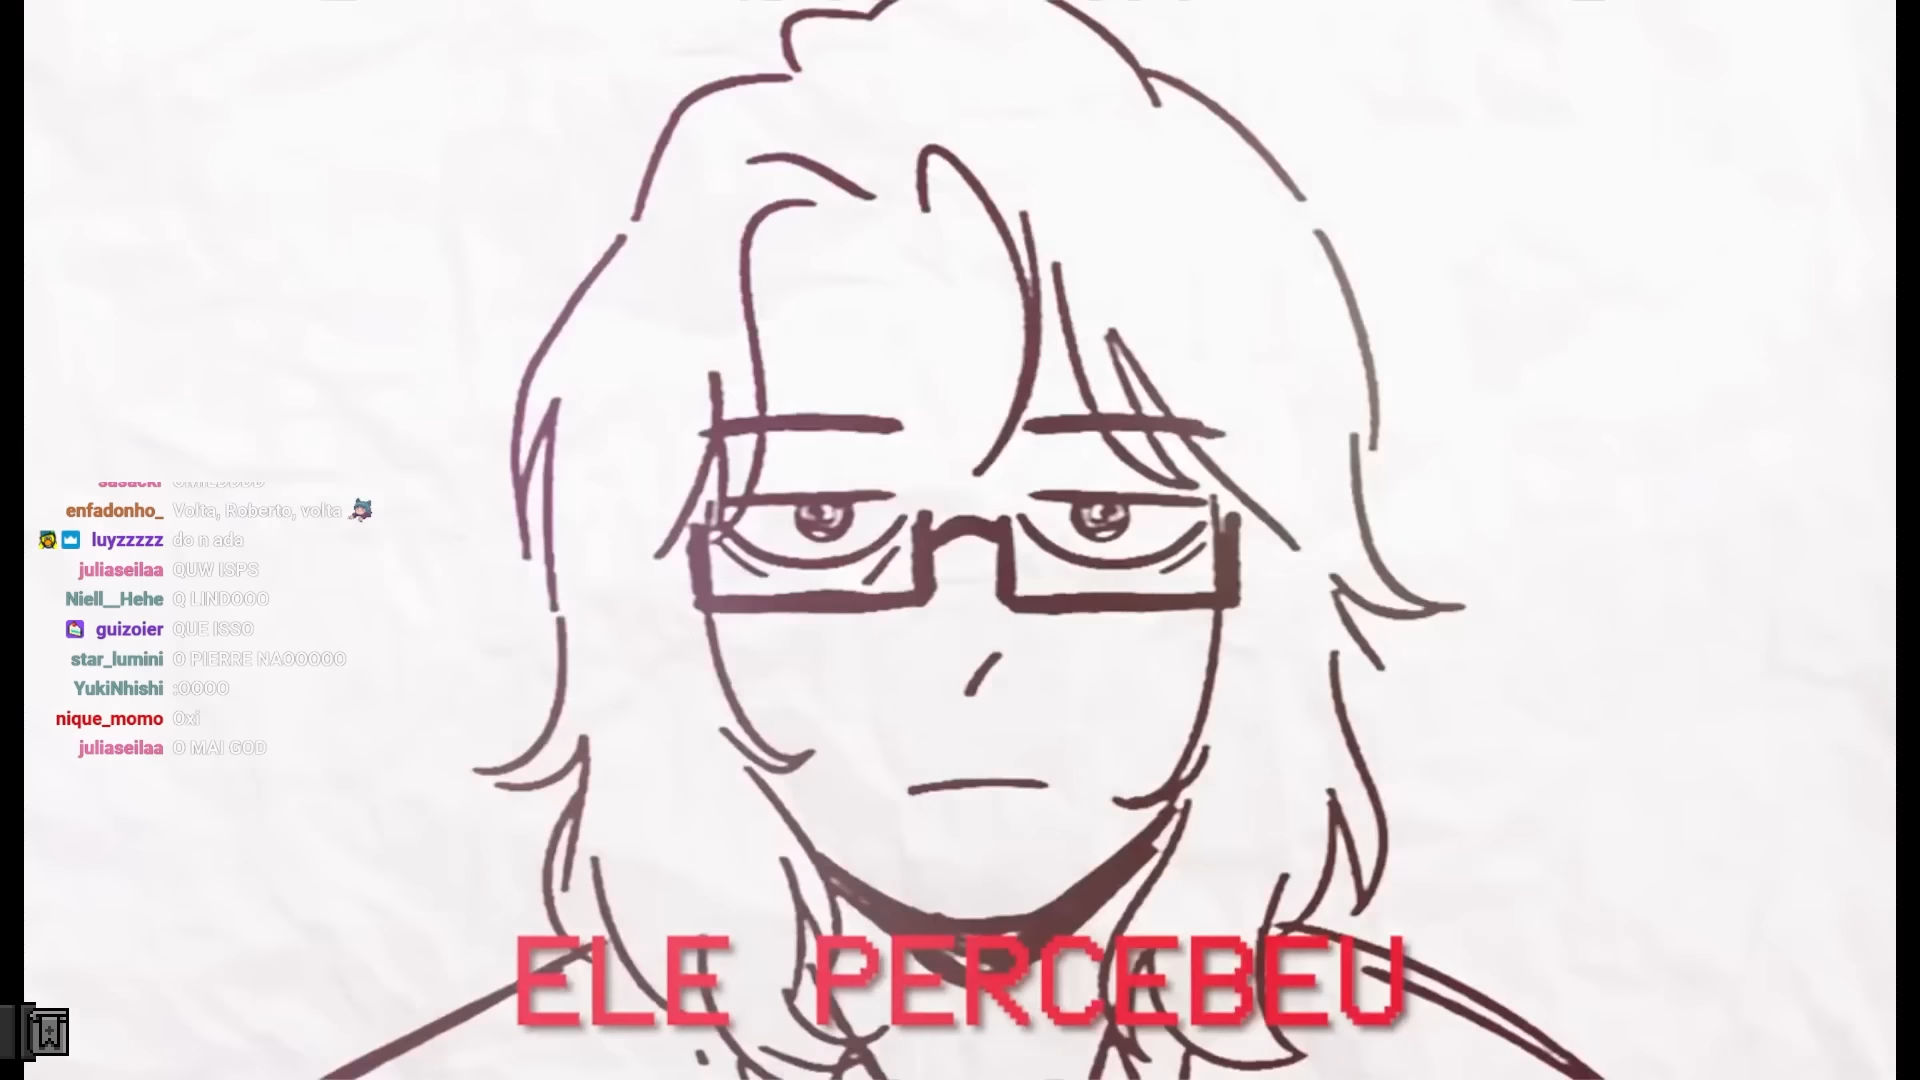 enfadonho_ Volta, Roberto, volta
luyzzzzz do n ada
juliaseilaa QUW ISPS
Niell__Hehe Q LINDOOO
guizoier QUE ISSO
star_lumini O PIERRE NAOOOOO
YukiNhishi :OOOO
nique_momo Oxi
juliaseilaa O MAI GOD
ELE PERCEBEU